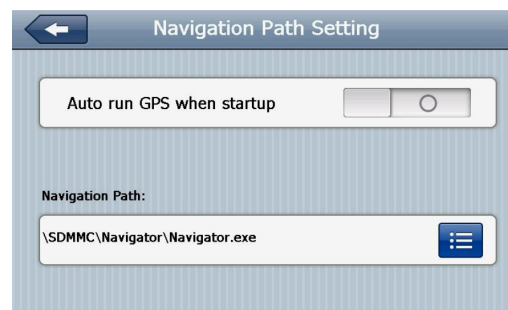 Navigation Path Setting
Auto run GPS when startup
Navigation Path:
\SDMMC\Navigator\Navigator.exe